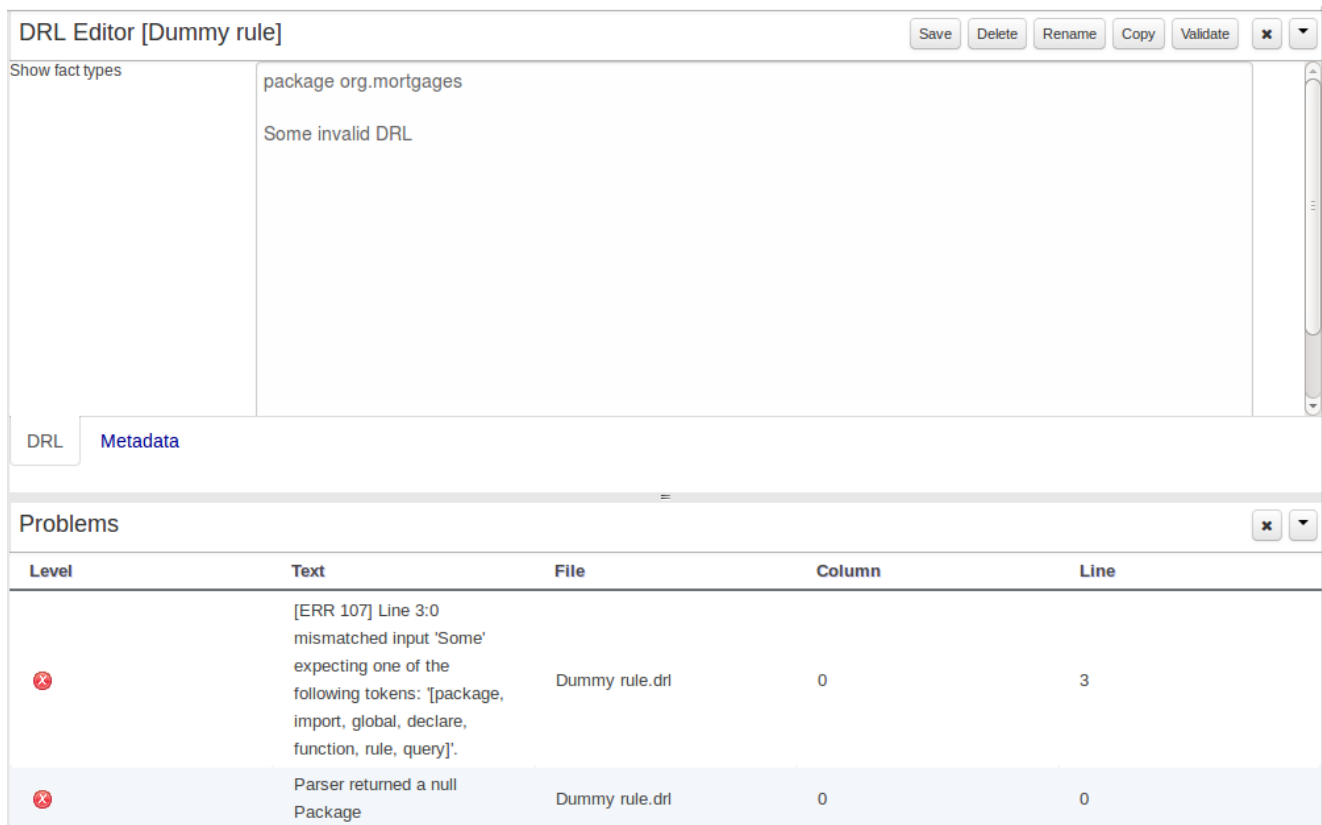 DRL Editor [Dummy rule]
Save Delete Rename Copy Validate
Show fact types
package org.mortgages
Some invalid DRL
DRL Metadata
Problems
Level Text File Column Line
[ERR 107] Line 3:0
mismatched input 'Some'
expecting one of the
following tokens: '[package,
import, global, declare,
function, rule, query]'.
Dummy rule.drl 0 3
Parser returned a null
Package
Dummy rule.drl 0 0